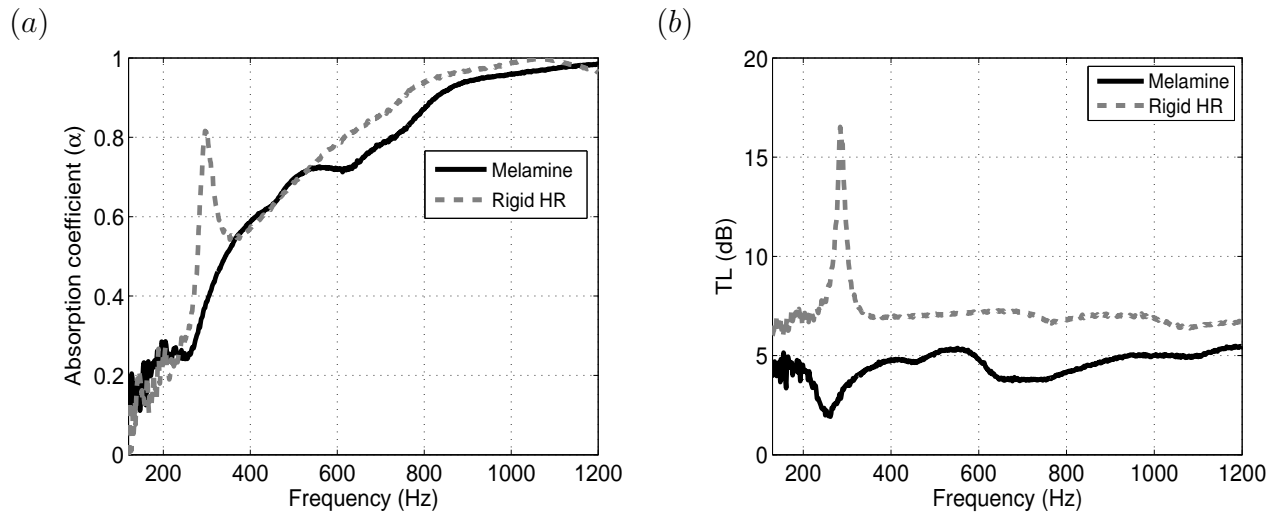 (a)
Absorption coefficient (α)
1
0.8
0.6
0.4
0.2
0
200 400 600 800 1000 1200
Frequency (Hz)
Melamine
Rigid HR
(b)
TL (dB)
20
15
10
5
0
200 400 600 800 1000 1200
Frequency (Hz)
Melamine
Rigid HR